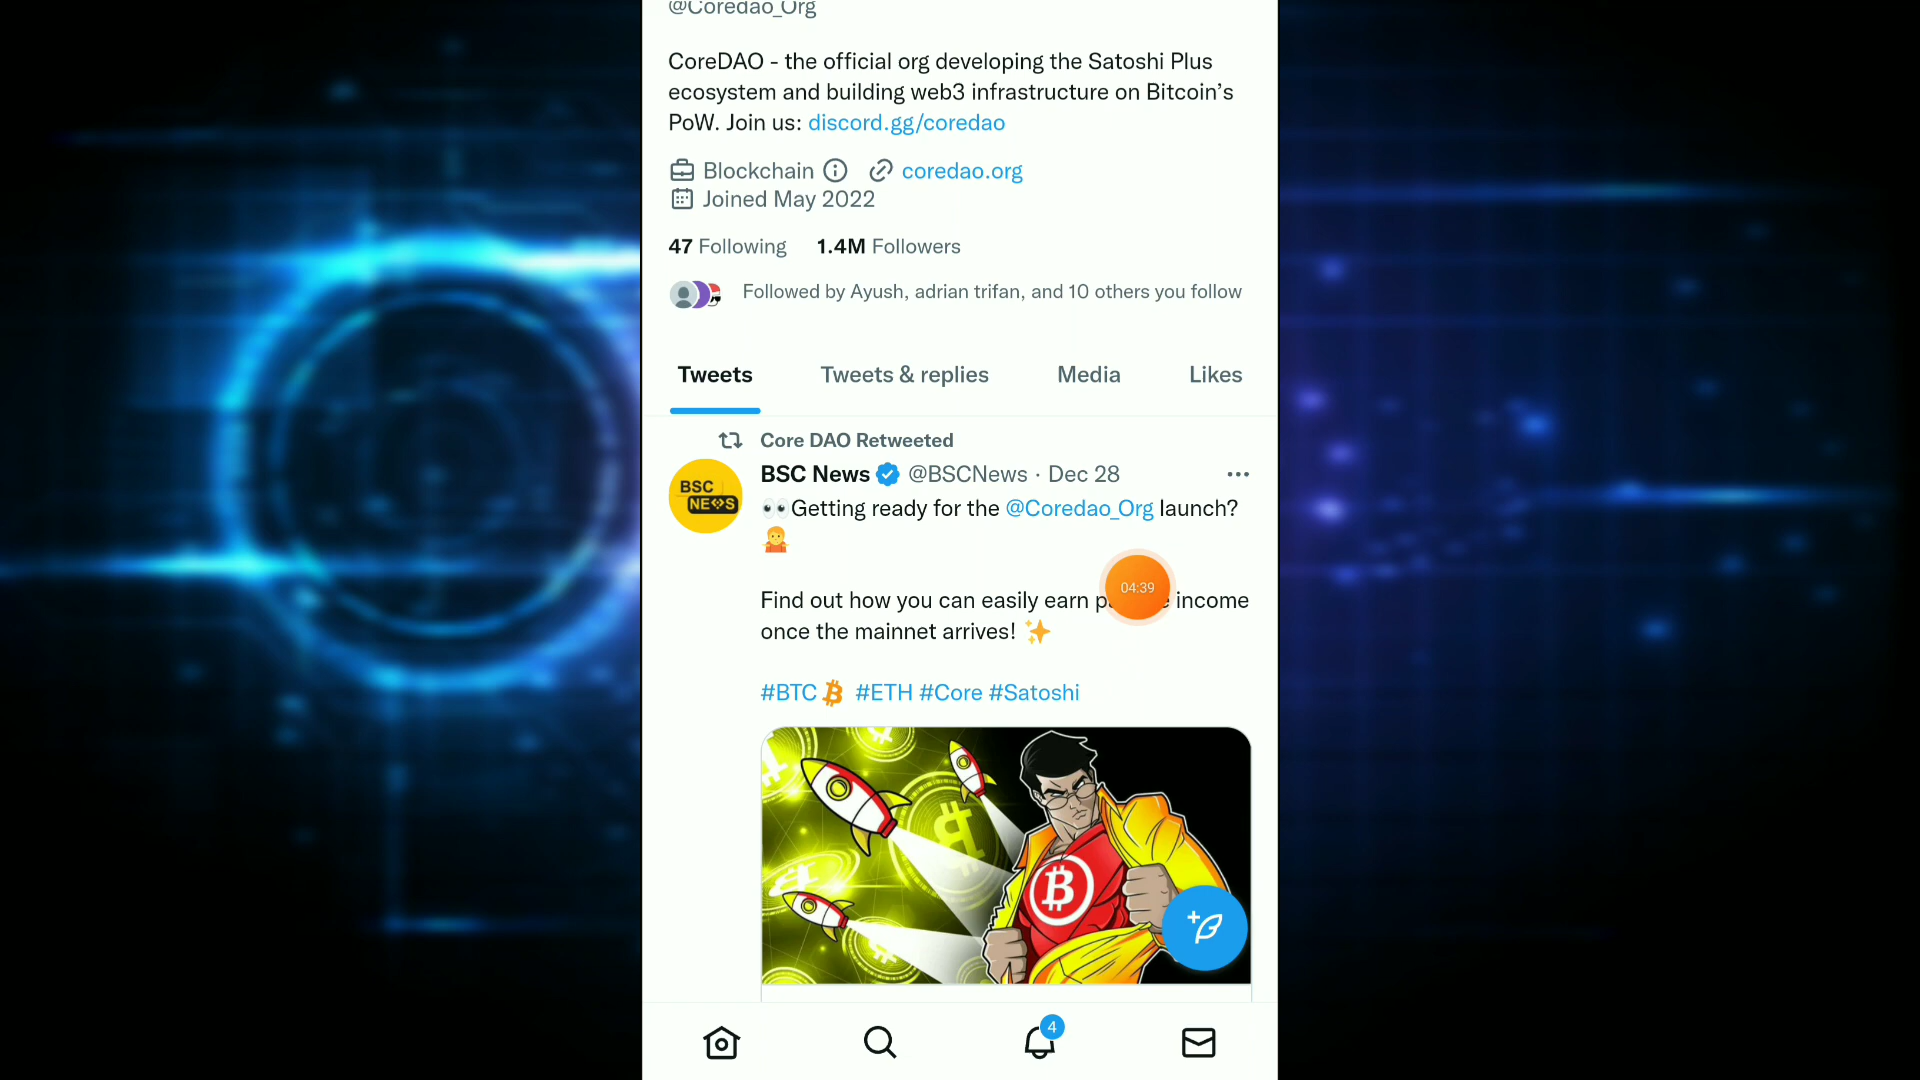 @Coredao_Org
CoreDAO - the official org developing the Satoshi Plus
ecosystem and building web3 infrastructure on Bitcoin's
PoW. Join us: discord.gg/coredao
Blockchain coredao.org
Joined May 2022
47 Following 1.4M Followers
Followed by Ayush, adrian trifan, and 10 others you follow
Tweets Tweets & replies Media Likes
Core DAO Retweeted
BSC News @BSCNews · Dec 28
BSC
NEWS
👀Getting ready for the @Coredao_Org launch?
🤷
04:39
Find out how you can easily earn income
once the mainnet arrives! ✨
#BTC #ETH #Core #Satoshi
4